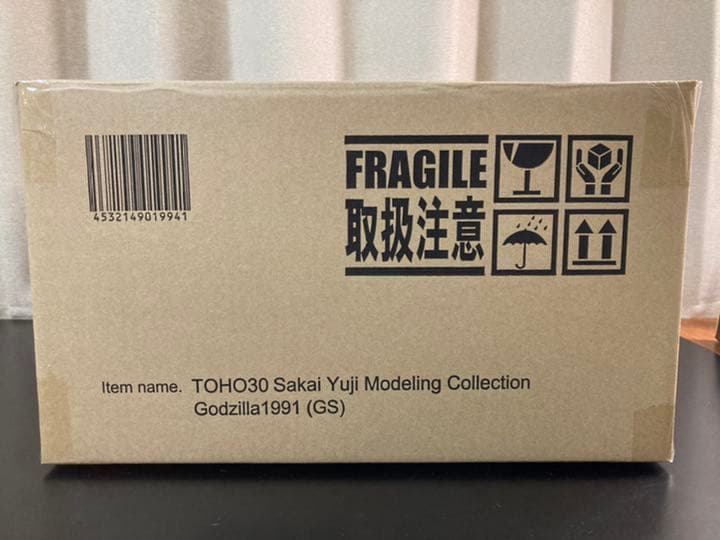 4532149019941
FRAGILE
取扱注意
Item name. TOHO30 Sakai Yuji Modeling Collection
Godzilla1991 (GS)